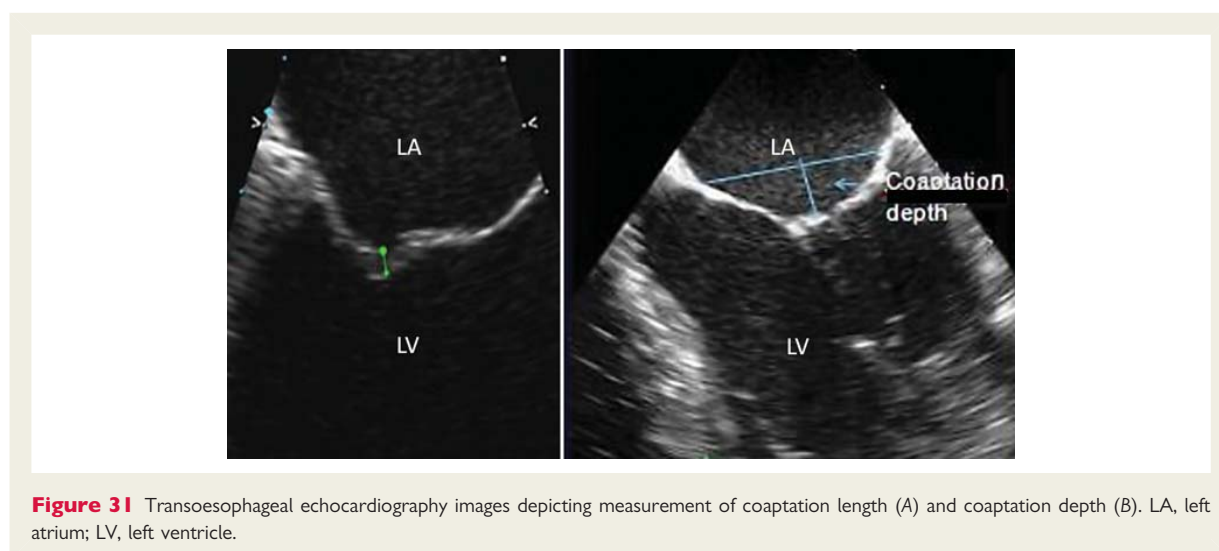 LA
LV
LA
Coaptation
depth
LV
Figure 31 Transoesophageal echocardiography images depicting measurement of coaptation length (A) and coaptation depth (B). LA, left
atrium; LV, left ventricle.